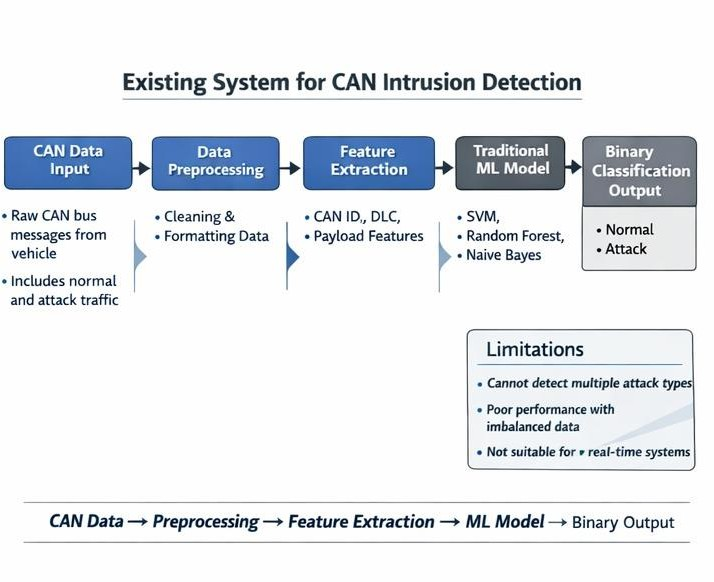 Existing System for CAN Intrusion Detection
CAN Data
Input
Data
Preprocessing
Feature
Extraction
Traditional
ML Model
Binary
Classification
Output
• Raw CAN bus
messages from
vehicle
• Includes normal
and attack traffic
• Cleaning &
• Formatting Data
• CAN ID,, DLC,
• Payload Features
• SVM,
• Random Forest,
• Naive Bayes
• Normal
• Attack
Limitations
• Cannot detect multiple attack types
• Poor performance with
imbalanced data
• Not suitable for real-time systems
CAN Data → Preprocessing → Feature Extraction → ML Model → Binary Output